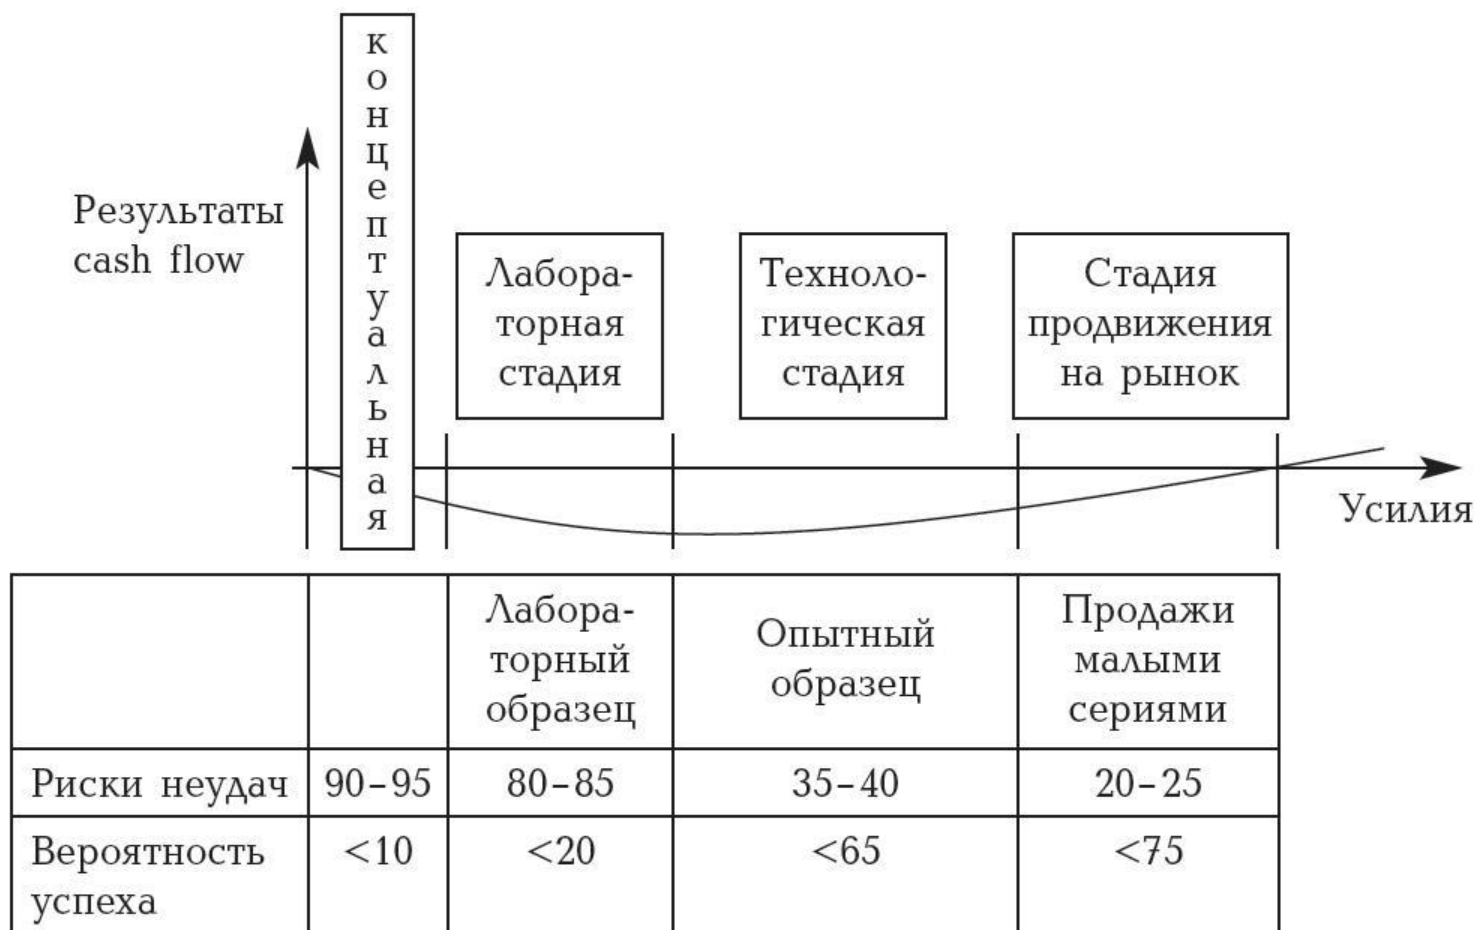 концептуальная
Результаты
cash flow
Лабора-
торная
стадия
Техноло-
гическая
стадия
Стадия
продвижения
на рынок
Усилия
Лабора-
торный
образец
Опытный
образец
Продажи
малыми
сериями
Риски неудач 90–95 80–85 35–40 20–25
Вероятность <10 <20 <65 <75
успеха